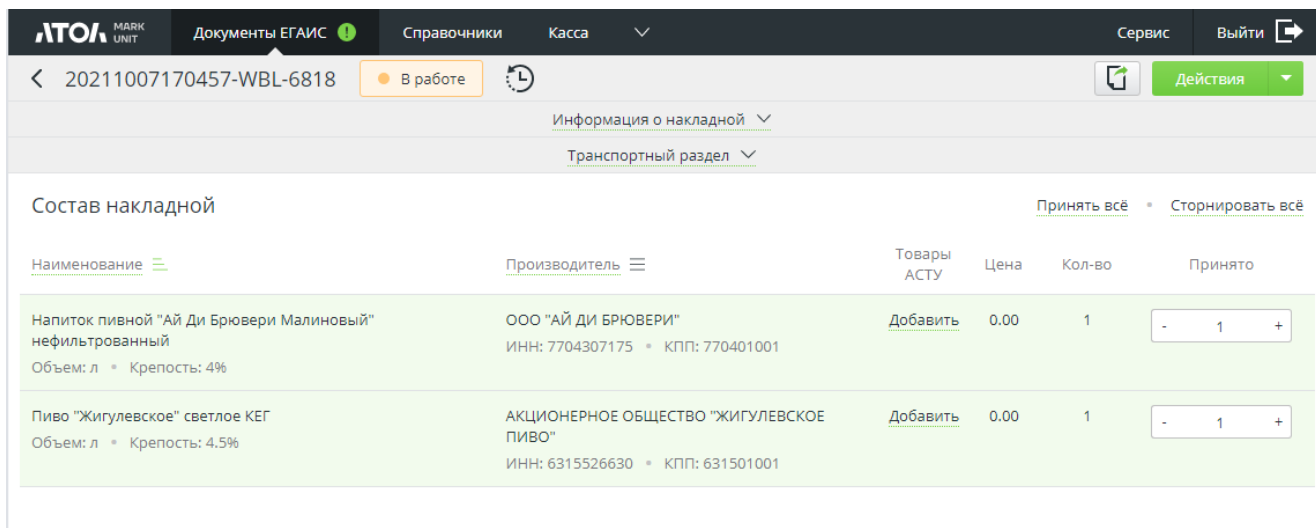 АТОЛ MARK UNIT Документы ЕГАИС ! Справочники Касса Сервис Выйти
20211007170457-WBL-6818 В работе Действия
Информация о накладной
Транспортный раздел
Состав накладной Принять всё • Сторнировать всё
Наименование Производитель Товары АСТУ Цена Кол-во Принято
Напиток пивной "Ай Ди Брювери Малиновый" ООО "АЙ ДИ БРЮВЕРИ" Добавить 0.00 1 - 1 +
нефильтрованный ИНН: 7704307175 • КПП: 770401001
Объем: л • Крепость: 4%
Пиво "Жигулевское" светлое КЕГ АКЦИОНЕРНОЕ ОБЩЕСТВО "ЖИГУЛЕВСКОЕ Добавить 0.00 1 - 1 +
Объем: л • Крепость: 4.5% ПИВО"
ИНН: 6315526630 • КПП: 631501001